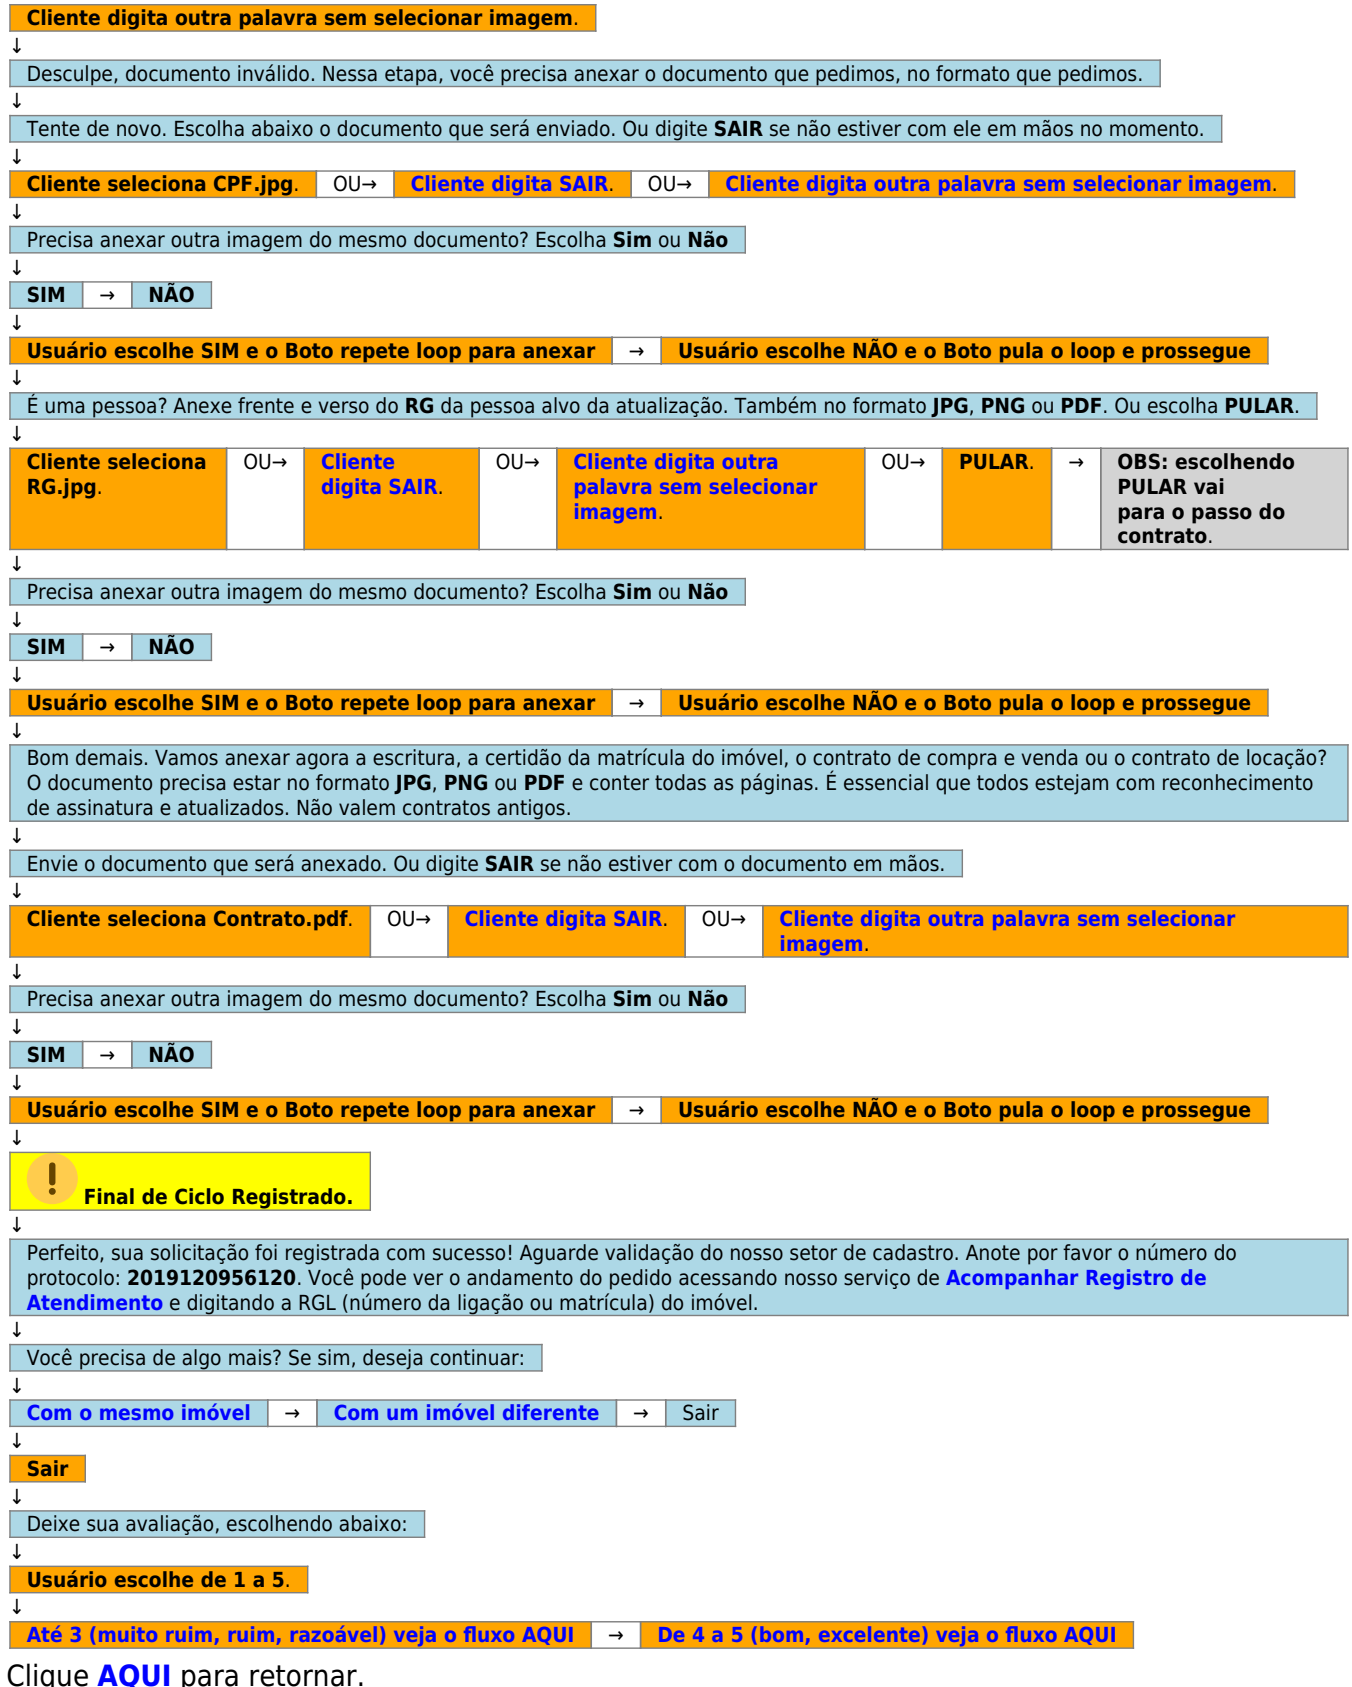 Cliente digita outra palavra sem selecionar imagem.
↓
Desculpe, documento inválido. Nessa etapa, você precisa anexar o documento que pedimos, no formato que pedimos.
↓
Tente de novo. Escolha abaixo o documento que será enviado. Ou digite SAIR se não estiver com ele em mãos no momento.
↓
Cliente seleciona CPF.jpg. OU→ Cliente digita SAIR. OU→ Cliente digita outra palavra sem selecionar imagem.
↓
Precisa anexar outra imagem do mesmo documento? Escolha Sim ou Não
↓
SIM → NÃO
↓
Usuário escolhe SIM e o Boto repete loop para anexar → Usuário escolhe NÃO e o Boto pula o loop e prossegue
↓
É uma pessoa? Anexe frente e verso do RG da pessoa alvo da atualização. Também no formato JPG, PNG ou PDF. Ou escolha PULAR.
↓
Cliente seleciona
RG.jpg.
OU→
Cliente
digita SAIR.
OU→
Cliente digita outra
palavra sem selecionar
imagem.
OU→
PULAR.
→
OBS: escolhendo
PULAR vai
para o passo do
contrato.
↓
Precisa anexar outra imagem do mesmo documento? Escolha Sim ou Não
↓
SIM → NÃO
↓
Usuário escolhe SIM e o Boto repete loop para anexar → Usuário escolhe NÃO e o Boto pula o loop e prossegue
↓
Bom demais. Vamos anexar agora a escritura, a certidão da matrícula do imóvel, o contrato de compra e venda ou o contrato de locação?
O documento precisa estar no formato JPG, PNG ou PDF e conter todas as páginas. É essencial que todos estejam com reconhecimento
de assinatura e atualizados. Não valem contratos antigos.
↓
Envie o documento que será anexado. Ou digite SAIR se não estiver com o documento em mãos.
↓
Cliente seleciona Contrato.pdf. OU→ Cliente digita SAIR. OU→ Cliente digita outra palavra sem selecionar
imagem.
↓
Precisa anexar outra imagem do mesmo documento? Escolha Sim ou Não
↓
SIM → NÃO
↓
Usuário escolhe SIM e o Boto repete loop para anexar → Usuário escolhe NÃO e o Boto pula o loop e prossegue
↓
Final de Ciclo Registrado.
↓
Perfeito, sua solicitação foi registrada com sucesso! Aguarde validação do nosso setor de cadastro. Anote por favor o número do
protocolo: 2019120956120. Você pode ver o andamento do pedido acessando nosso serviço de Acompanhar Registro de
Atendimento e digitando a RGL (número da ligação ou matrícula) do imóvel.
↓
Você precisa de algo mais? Se sim, deseja continuar:
↓
Com o mesmo imóvel → Com um imóvel diferente → Sair
↓
Sair
↓
Deixe sua avaliação, escolhendo abaixo:
↓
Usuário escolhe de 1 a 5.
↓
Até 3 (muito ruim, ruim, razoável) veja o fluxo AQUI → De 4 a 5 (bom, excelente) veja o fluxo AQUI
Clique AQUI para retornar.